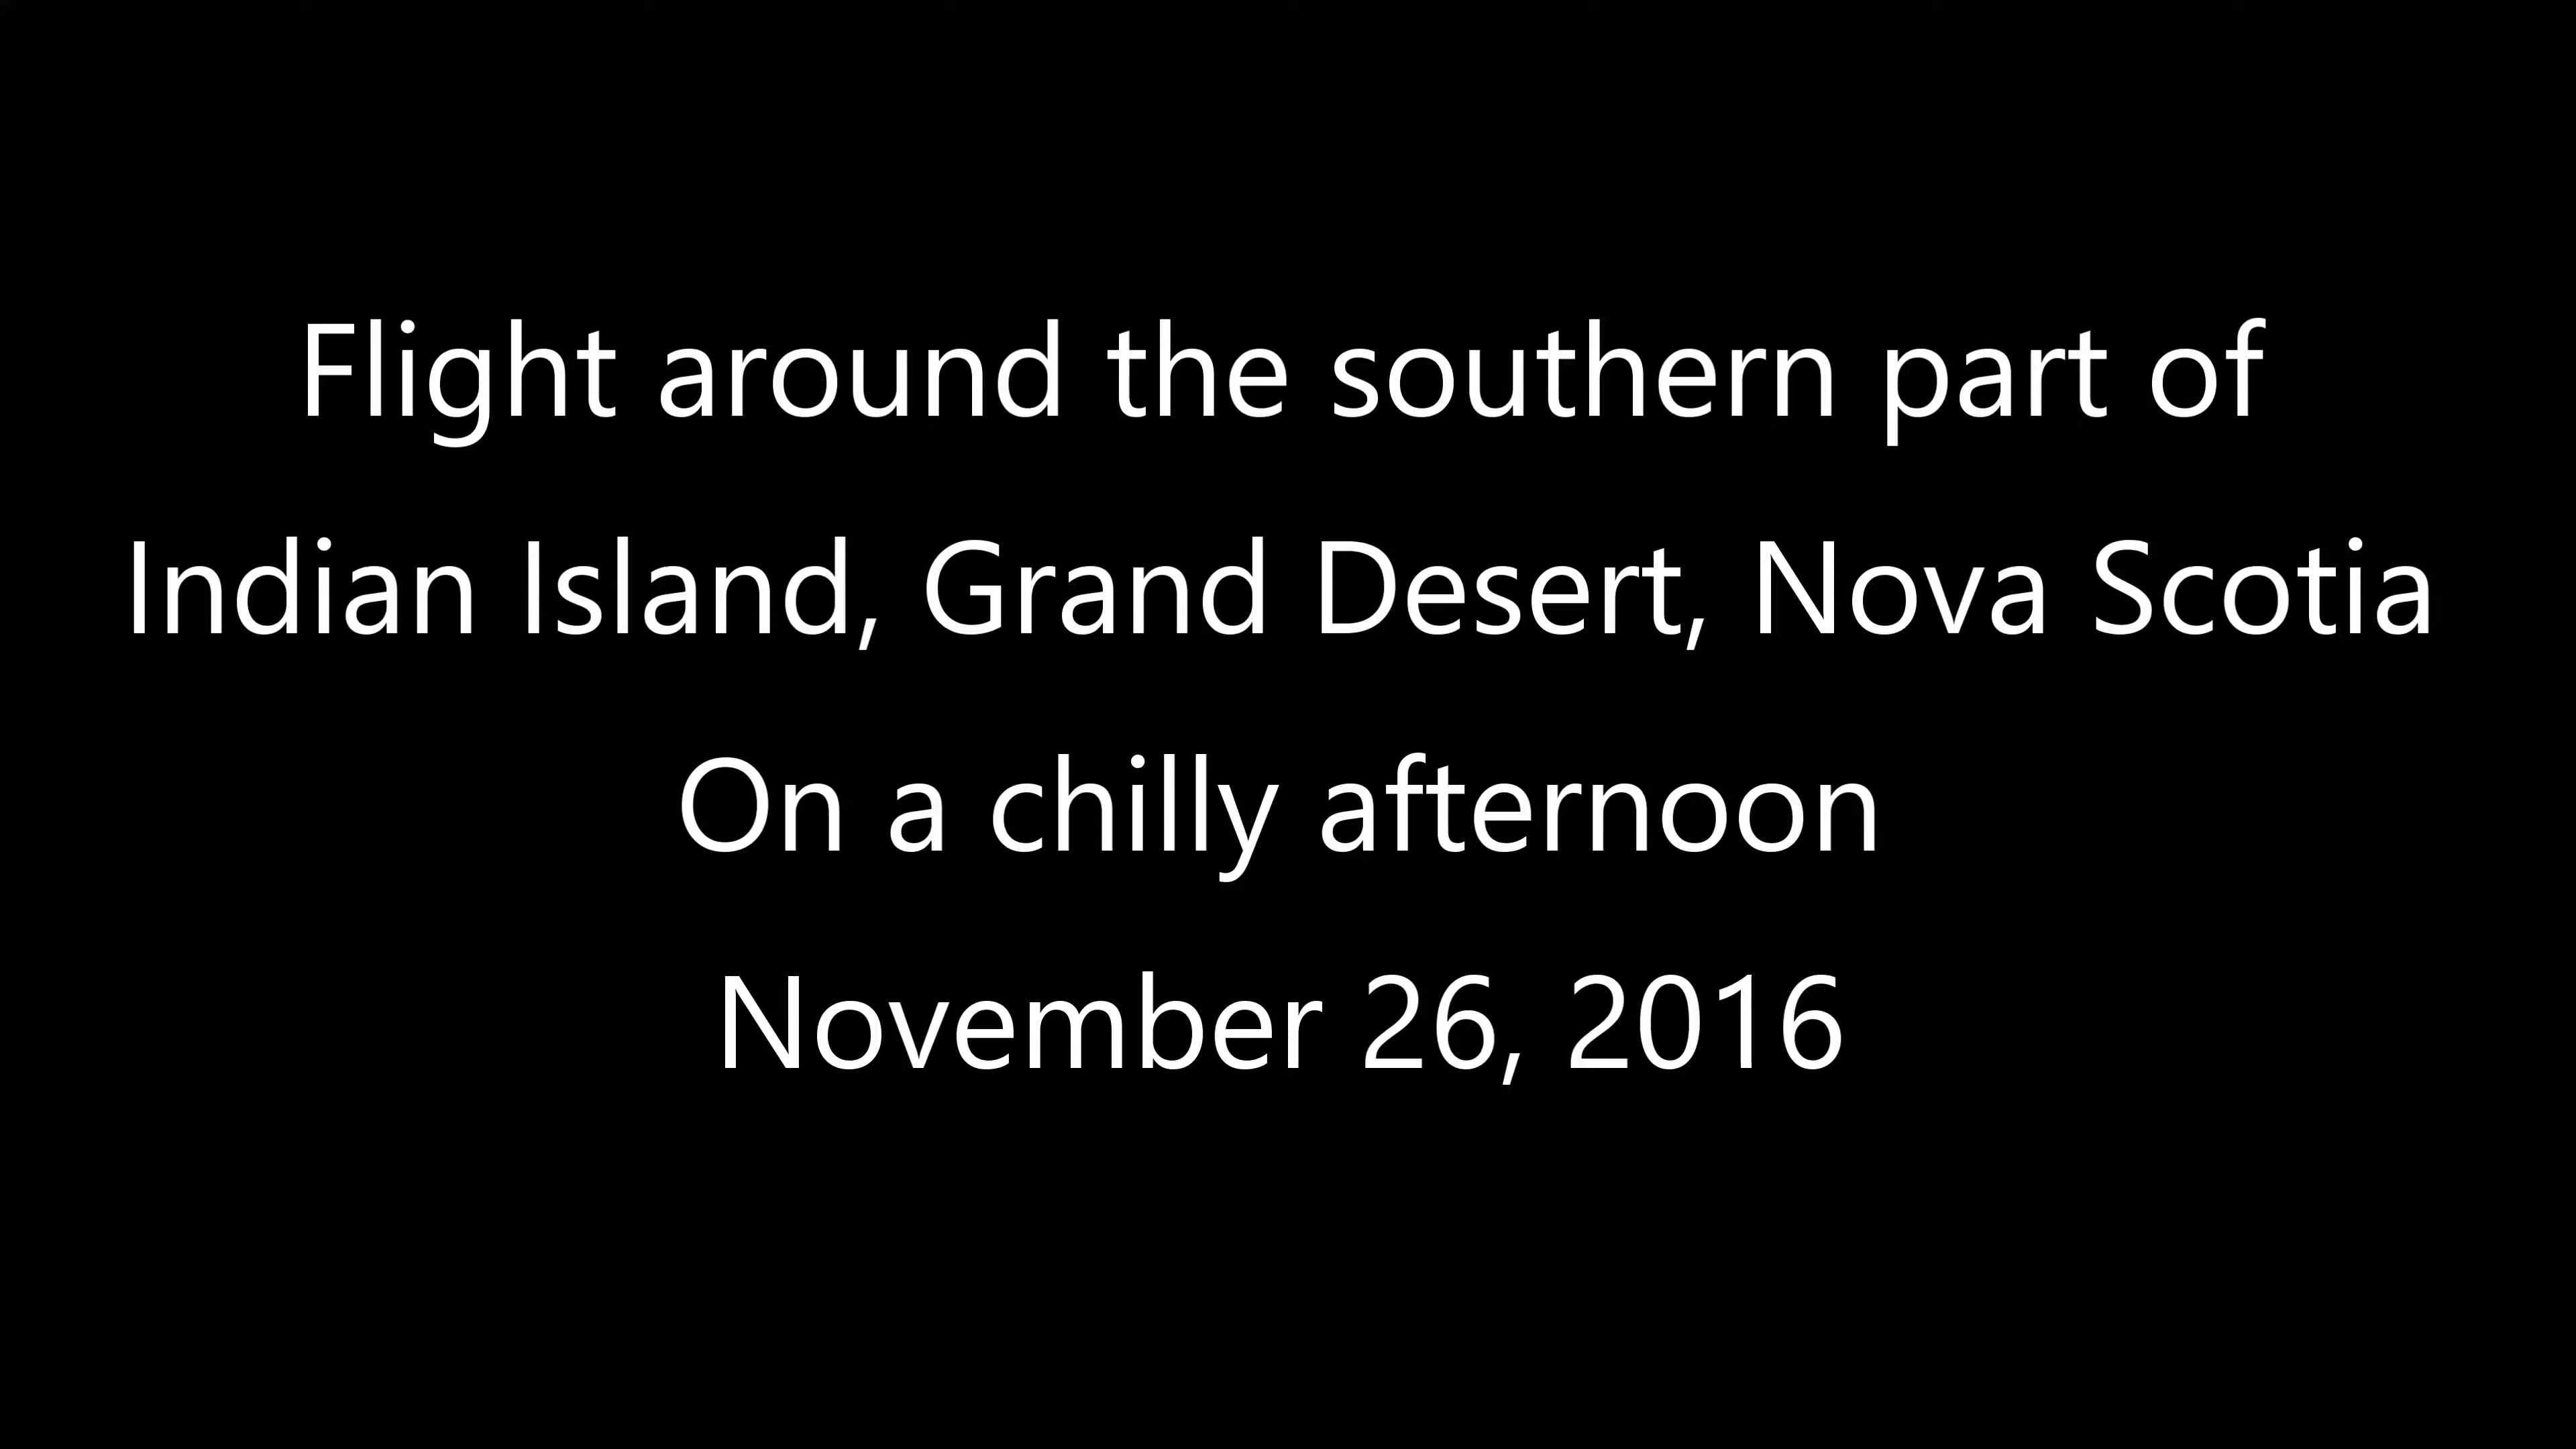 Flight around the southern part of
Indian Island, Grand Desert, Nova Scotia
On a chilly afternoon
November 26, 2016